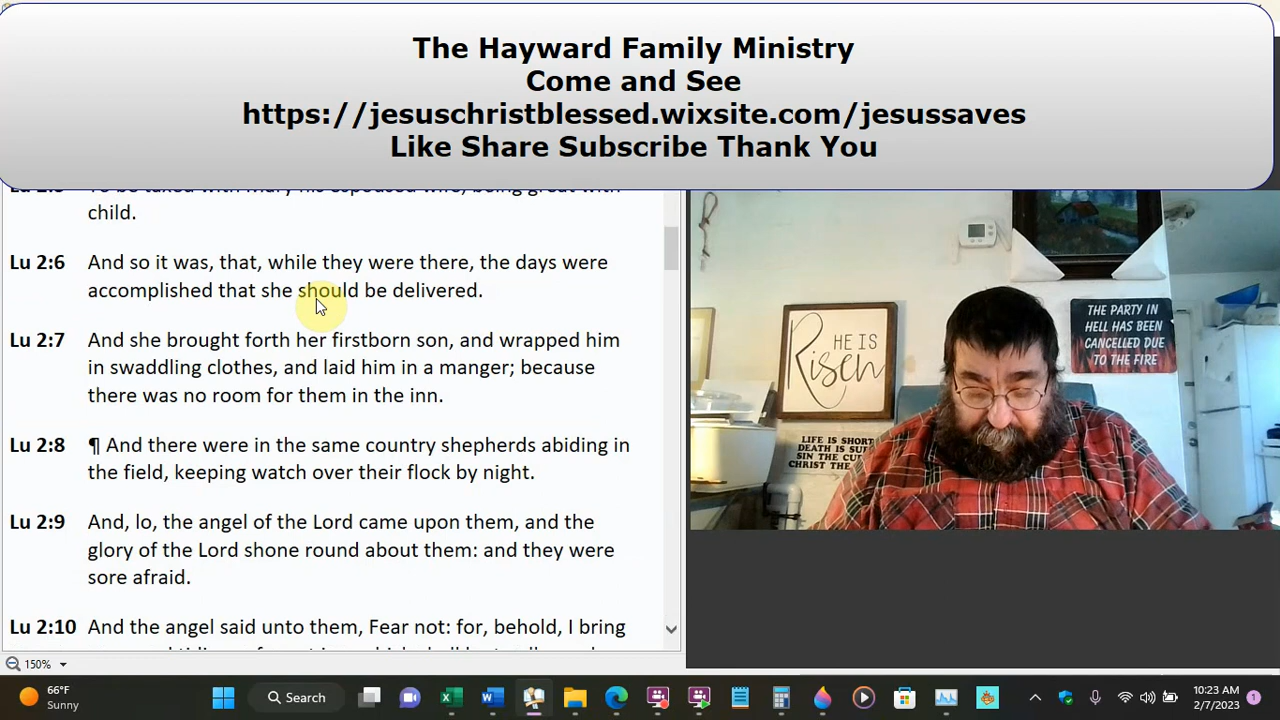 The Hayward Family Ministry
Come and See
https://jesuschristblessed.wixsite.com/jesussaves
Like Share Subscribe Thank You
child.
Lu 2:6 And so it was, that, while they were there, the days were
accomplished that she should be delivered.
Lu 2:7 And she brought forth her firstborn son, and wrapped him
in swaddling clothes, and laid him in a manger; because
there was no room for them in the inn.
Lu 2:8 ¶ And there were in the same country shepherds abiding in
the field, keeping watch over their flock by night.
Lu 2:9 And, lo, the angel of the Lord came upon them, and the
glory of the Lord shone round about them: and they were
sore afraid.
Lu 2:10 And the angel said unto them, Fear not: for, behold, I bring
150%
HE IS
Risen
THE PARTY IN
HELL HAS BEEN
CANCELLED DUE
TO THE FIRE
LIFE IS SHORT
DEATH IS
SIN THE
CHRIST THE
66°F
Sunny
Search
10:23 AM
2/7/2023
1